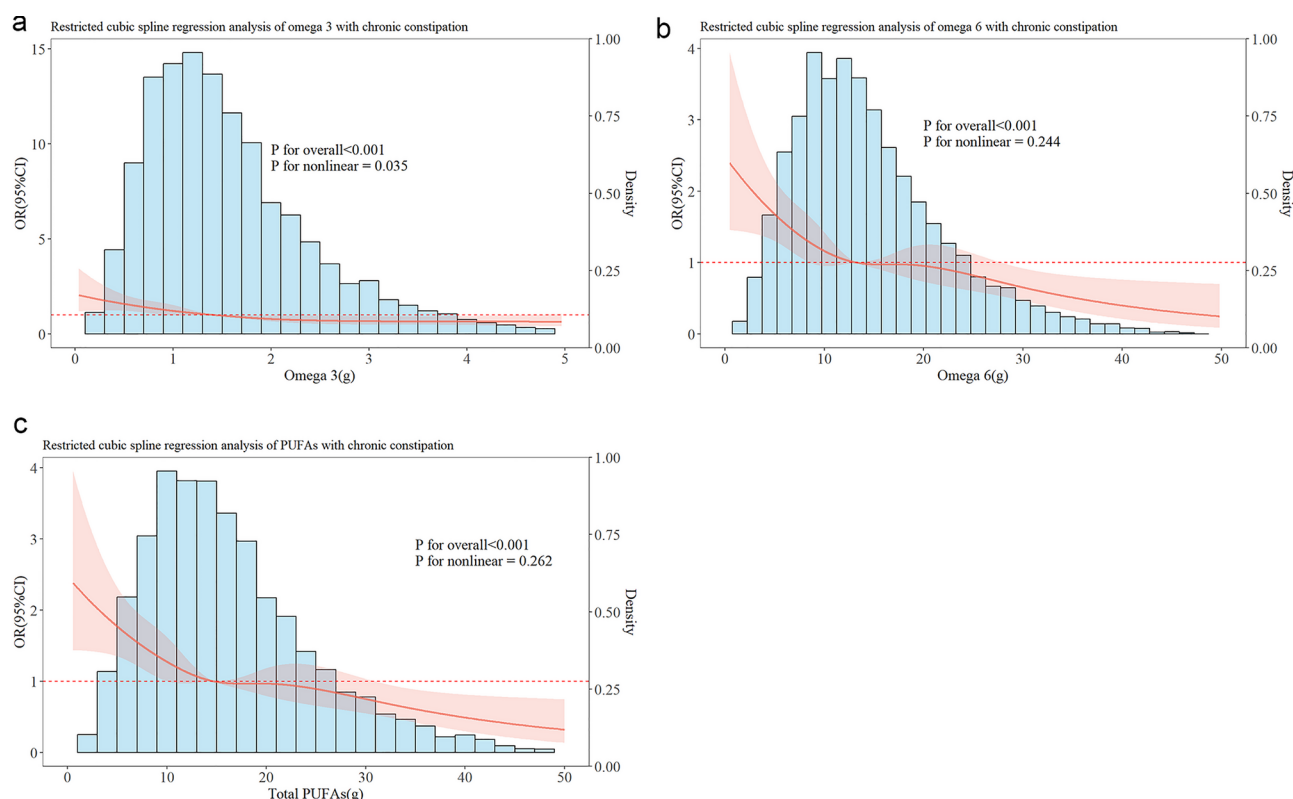 a
Restricted cubic spline regression analysis of omega 3 with chronic constipation
15
10
5
0
OR(95%CI)
P for overall<0.001
P for nonlinear = 0.035
1.00
0.75
0.50
0.25
0.00
Density
0 1 2 3 4 5
Omega 3(g)
b
Restricted cubic spline regression analysis of omega 6 with chronic constipation
4
3
2
1
0
OR(95%CI)
P for overall<0.001
P for nonlinear = 0.244
1.00
0.75
0.50
0.25
0.00
Density
0 10 20 30 40 50
Omega 6(g)
c
Restricted cubic spline regression analysis of PUFAs with chronic constipation
4
3
2
1
0
OR(95%CI)
P for overall<0.001
P for nonlinear = 0.262
1.00
0.75
0.50
0.25
0.00
Density
0 10 20 30 40 50
Total PUFAs(g)